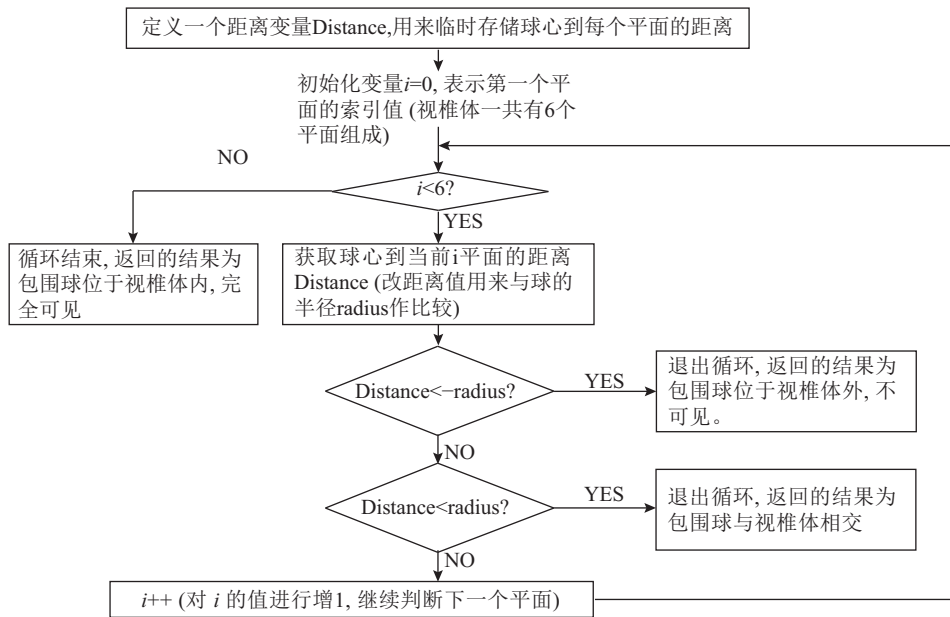 定义一个距离变量Distance,用来临时存储球心到每个平面的距离
初始化变量i=0, 表示第一个平
面的索引值 (视椎体一共有6个
平面组成)
NO
i<6?
YES
循环结束, 返回的结果为
包围球位于视椎体内, 完
全可见
获取球心到当前i平面的距离
Distance (改距离值用来与球的
半径radius作比较)
Distance<−radius?
YES
退出循环, 返回的结果为
包围球位于视椎体外, 不
可见。
NO
Distance<radius?
YES
退出循环, 返回的结果为
包围球与视椎体相交
NO
i++ (对 i 的值进行增1, 继续判断下一个平面)